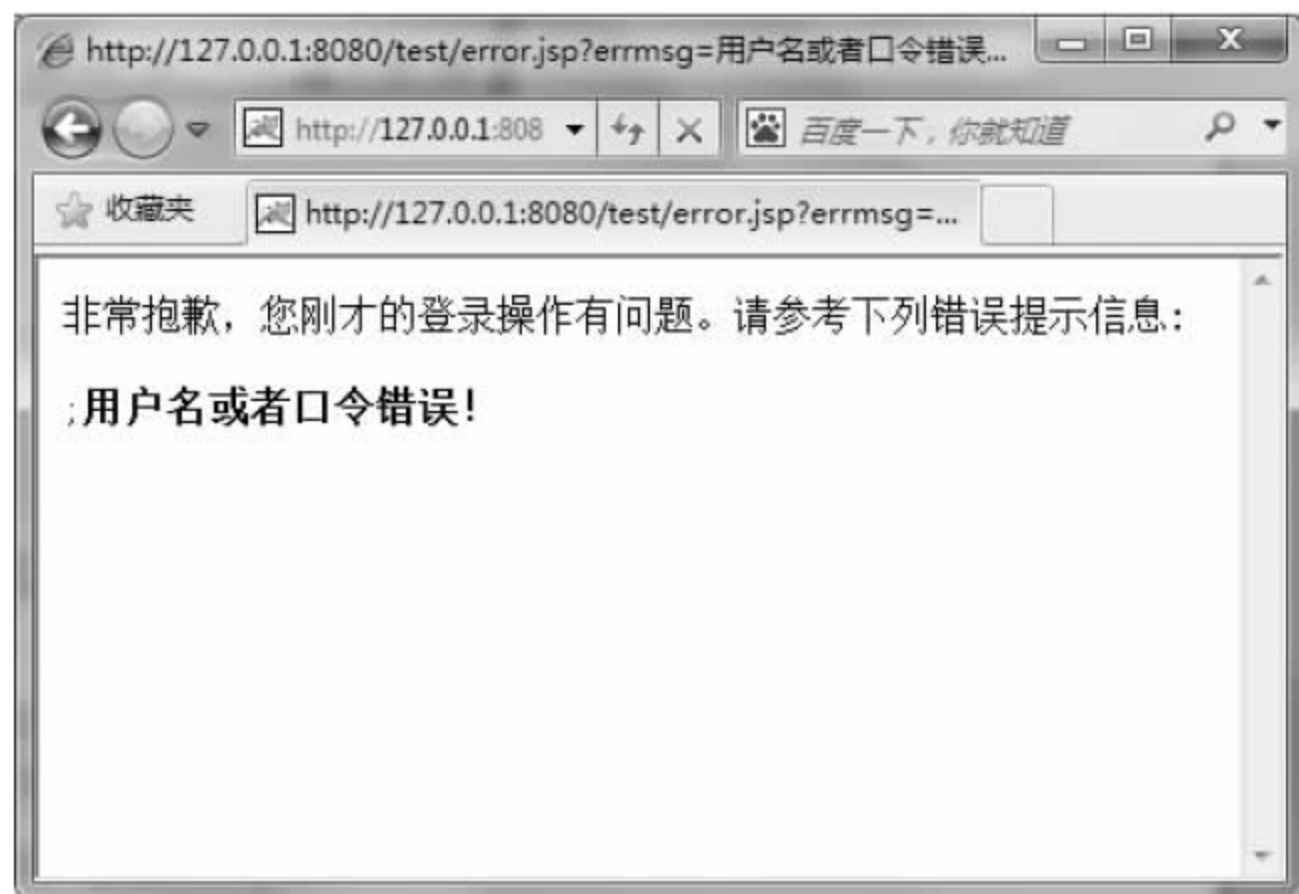 http://127.0.0.1:8080/test/error.jsp?errmsg=用户名或者口令错误...
http://127.0.0.1:808
百度一下，你就知道
收藏夹
http://127.0.0.1:8080/test/error.jsp?errmsg=...
非常抱歉，您刚才的登录操作有问题。请参考下列错误提示信息：
;用户名或者口令错误！